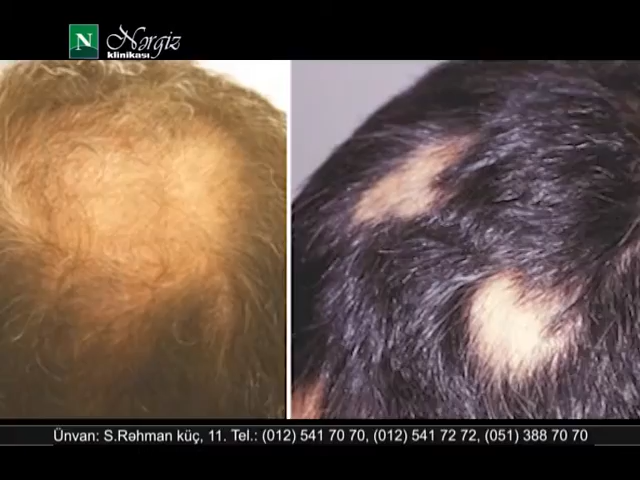 N Nərgiz
klinikası
Ünvan: S.Rəhman küç, 11. Tel.: (012) 541 70 70, (012) 541 72 72, (051) 388 70 70